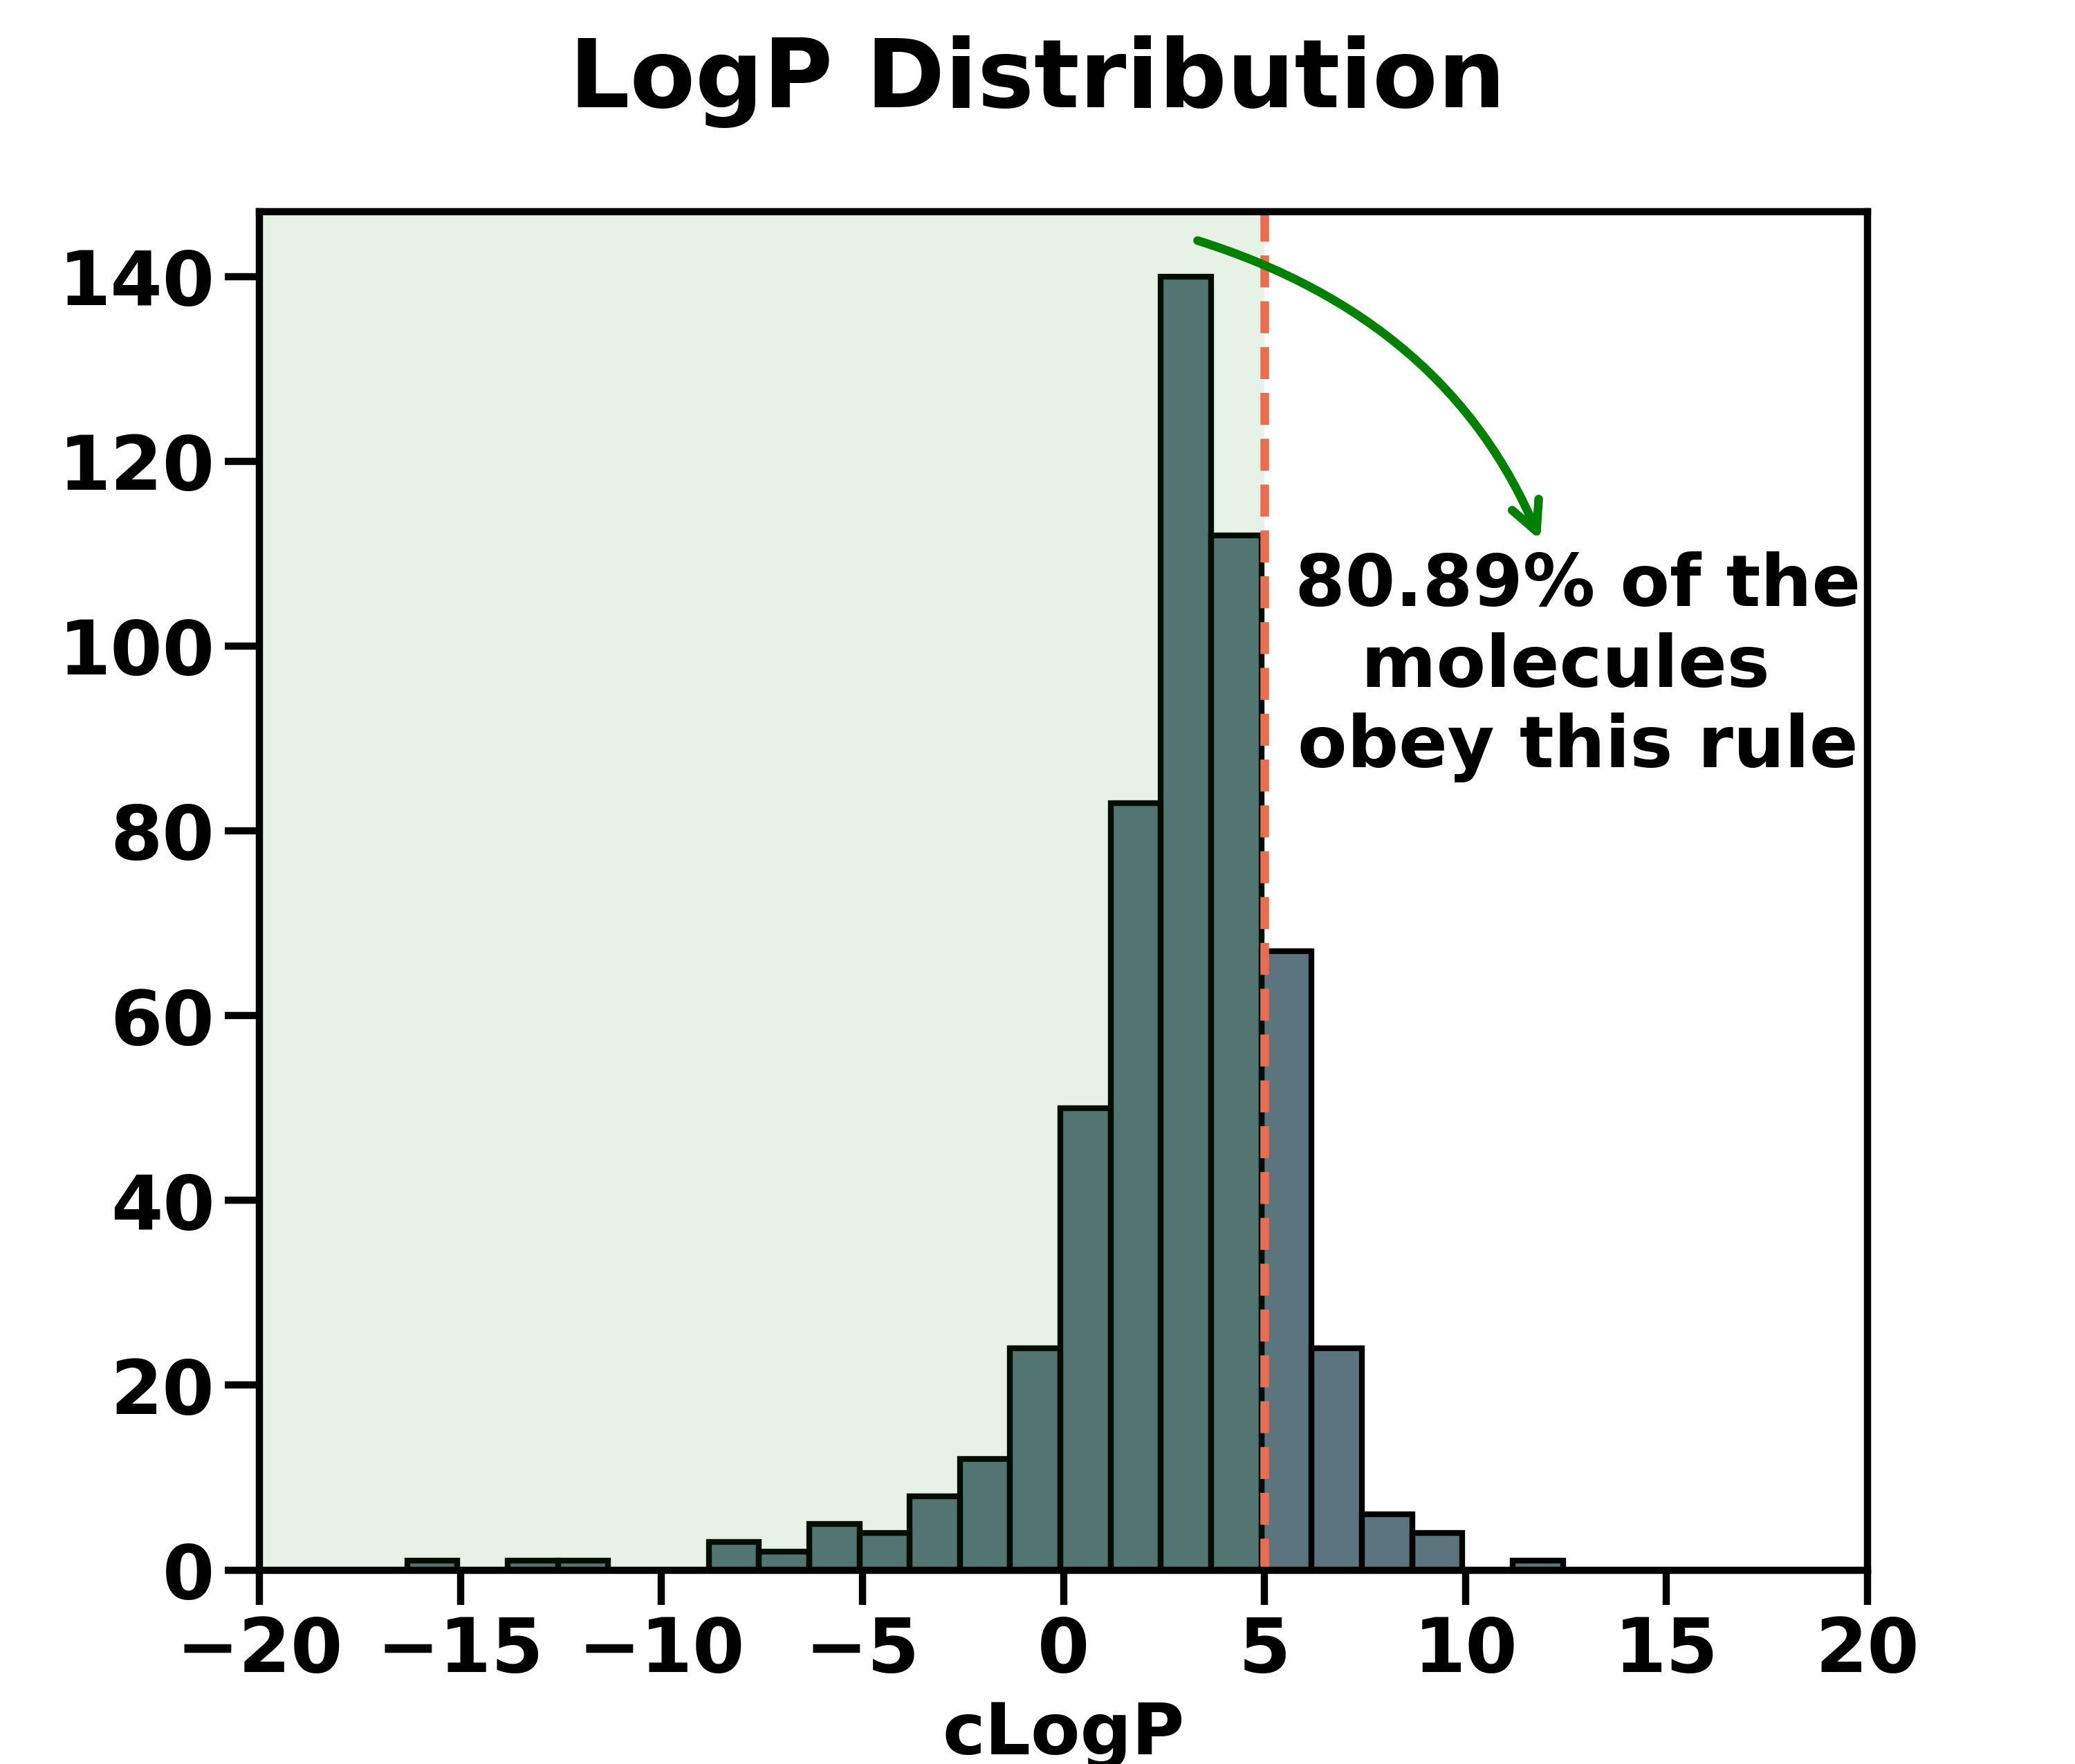 LogP Distribution
140
120
100
80
60
40
20
0
80.89% of the
molecules
obey this rule
−20 −15 −10 −5 0 5 10 15 20
cLogP